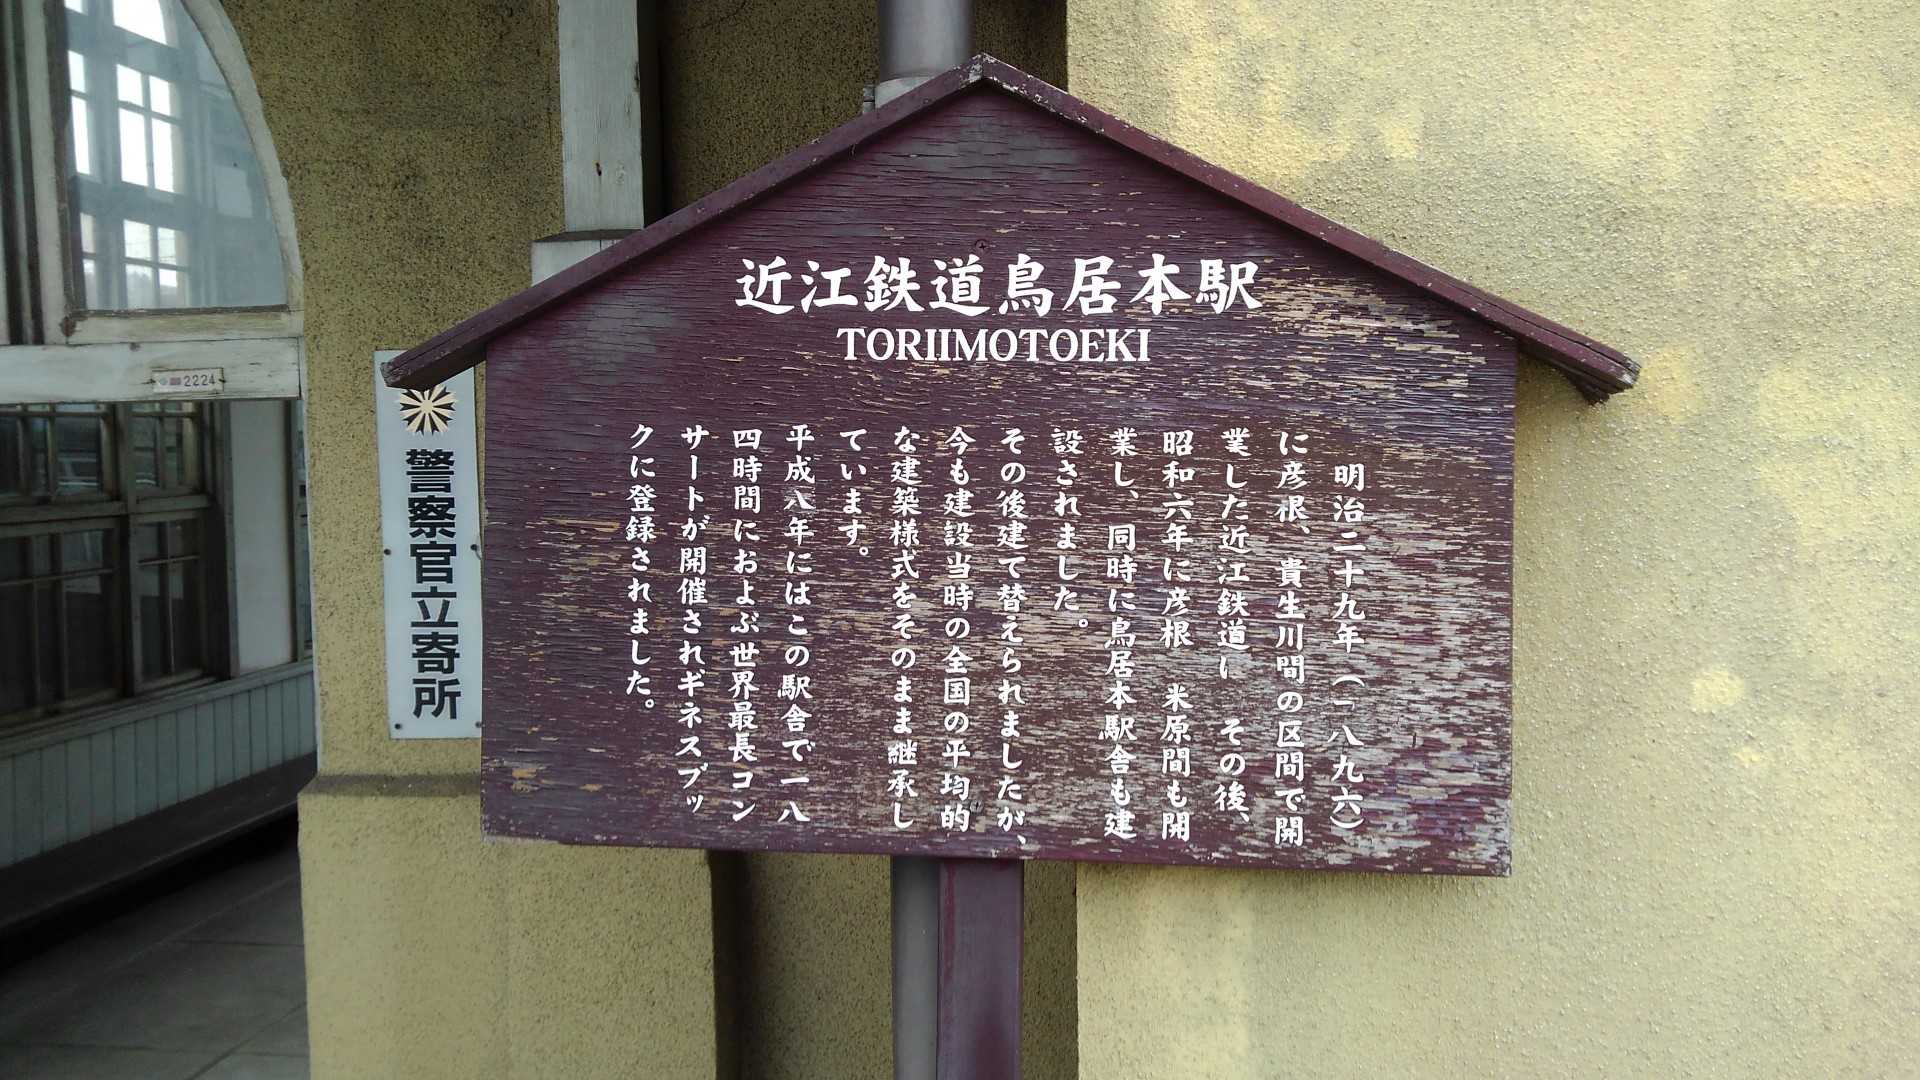 近江鉄道鳥居本駅
TORIIMOTOEKI
明治二十九年（一八九六）
に彦根、貴生川間の区間で開
業した近江鉄道は その後、
昭和六年に彦根 米原間も開
業し、同時に鳥居本駅舎も建
設されました。
その後建て替えられましたが、
今も建設当時の全国の平均的
な建築様式をそのまま継承し
ています。
平成八年にはこの駅舎で一八
四時間におよぶ世界最長コン
サートが開催されギネスブッ
クに登録されました。
警察官立寄所
2224